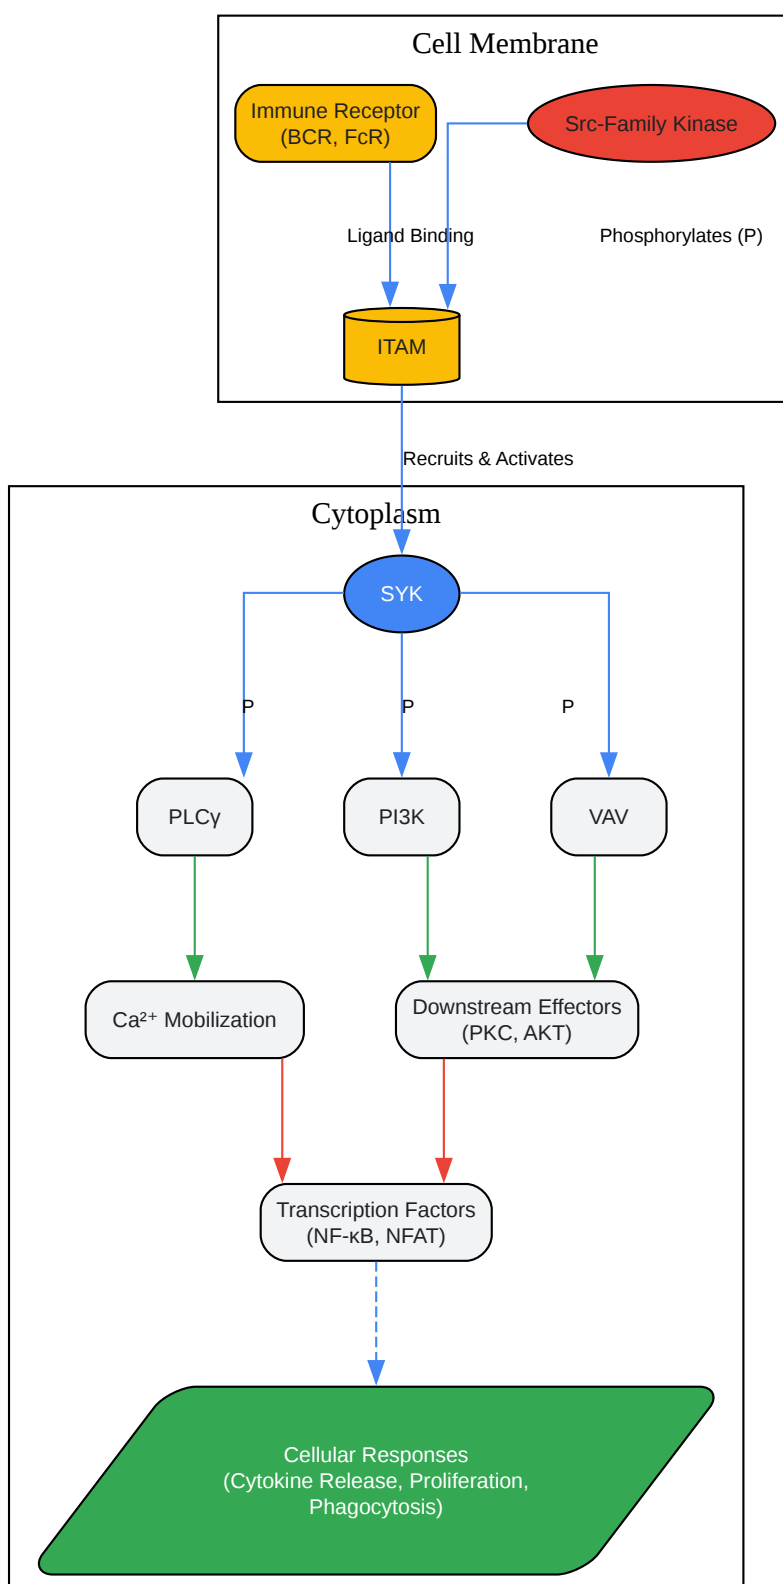 Cell Membrane
Immune Receptor
(BCR, FcR)
Src-Family Kinase
Ligand Binding
Phosphorylates (P)
ITAM
Recruits & Activates
Cytoplasm
SYK
P
P
P
PLCγ
PI3K
VAV
Ca²⁺ Mobilization
Downstream Effectors
(PKC, AKT)
Transcription Factors
(NF-κB, NFAT)
Cellular Responses
(Cytokine Release, Proliferation,
Phagocytosis)